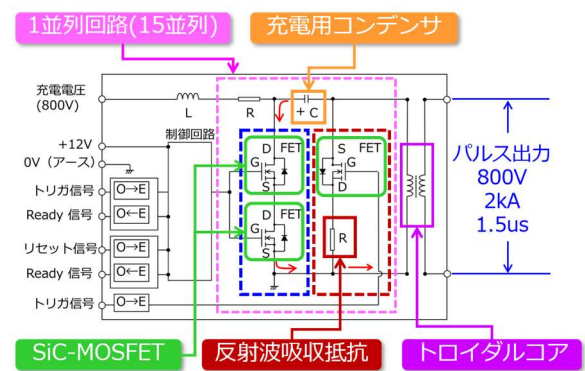 1並列回路(15並列)
充電用コンデンサ
充電電圧
(800V)
L
R
+ C
+12V
制御回路
0V（アース）
D
FET
G
S
S
FET
G
D
パルス出力
800V
2kA
1.5us
トリガ信号
O→E
Ready 信号
O←E
D
FET
G
S
R
リセット信号
O→E
Ready 信号
O←E
トリガ信号
O→E
SiC-MOSFET
反射波吸収抵抗
トロイダルコア